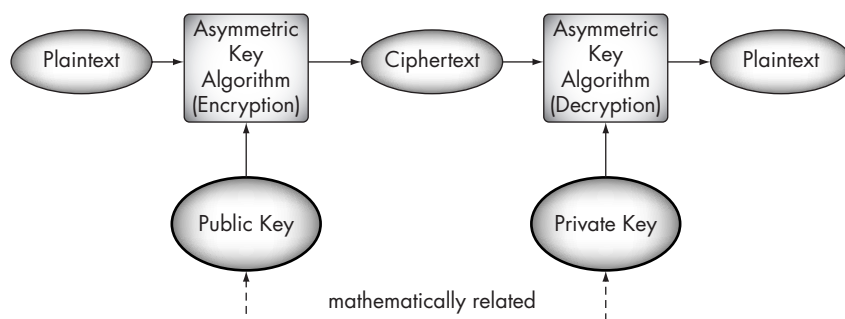 Plaintext
Asymmetric
Key
Algorithm
(Encryption)
Ciphertext
Asymmetric
Key
Algorithm
(Decryption)
Plaintext
Public Key
Private Key
mathematically related